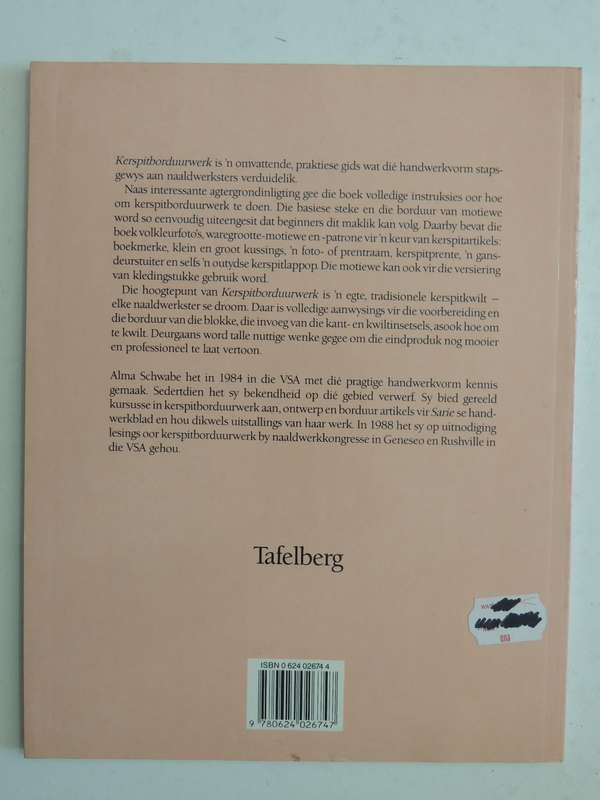 Kerspitborduurwerk is 'n omvattende, praktiese gids wat dié handwerkvorm staps-
gewys aan naaldwerksters verduidelik.
Naas interessante agtergrondinligting gee die boek volledige instruksies oor hoe
om kerspitborduurwerk te doen. Die basiese steke en die borduur van motiewe
word so eenvoudig uiteengesit dat beginners dit maklik kan volg. Daarby bevat die
boek volkleurfoto's, waregrootte-motiewe en -patrone vir 'n keur van kerspitartikels:
boekmerke, klein en groot kussings, 'n foto- of prentraam, kerspitprente, 'n gans-
deurstuiter en selfs 'n outydse kerspitlappop. Die motiewe kan ook vir die versiering
van kledingstukke gebruik word.
Die hoogtepunt van Kerspitborduurwerk is 'n egte, tradisionele kerspitkwilt –
elke naaldwerkster se droom. Daar is volledige aanwysings vir die voorbereiding en
die borduur van die blokke, die invoeg van die kant- en kwiltinsetsels, asook hoe om
te kwilt. Deurgaans word talle nuttige wenke gegee om die eindproduk nog mooier
en professioneel te laat vertoon.
Alma Schwabe het in 1984 in die VSA met dié pragtige handwerkvorm kennis
gemaak. Sedertdien het sy bekendheid op dié gebied verwerf. Sy bied gereeld
kursusse in kerspitborduurwerk aan, ontwerp en borduur artikels vir Sarie se hand-
werkblad en hou dikwels uitstallings van haar werk. In 1988 het sy op uitnodiging
lesings oor kerspitborduurwerk by naaldwerkkongresse in Geneseo en Rushville in
die VSA gehou.
Tafelberg
ISBN 0 624 02674 4
9 780624 026747